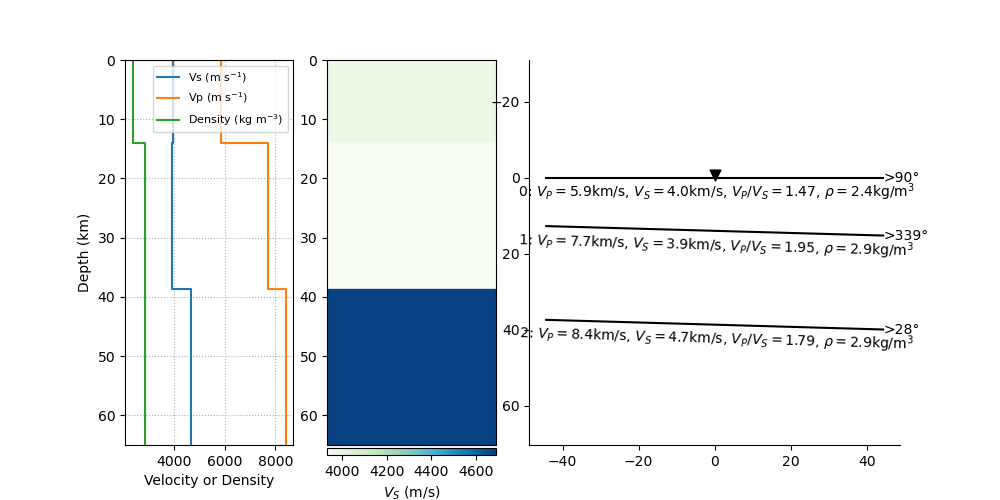 0
10
20
30
40
50
60
Depth (km)
4000 6000 8000
Velocity or Density
Vs (m s⁻¹)
Vp (m s⁻¹)
Density (kg m⁻³)
0
10
20
30
40
50
60
4000 4200 4400 4600
V_S (m/s)
−20
0
20
40
60
−40 −20 0 20 40
>90°
0: V_P = 5.9km/s, V_S = 4.0km/s, V_P/V_S = 1.47, ρ = 2.4kg/m³
>339°
1: V_P = 7.7km/s, V_S = 3.9km/s, V_P/V_S = 1.95, ρ = 2.9kg/m³
>28°
2: V_P = 8.4km/s, V_S = 4.7km/s, V_P/V_S = 1.79, ρ = 2.9kg/m³